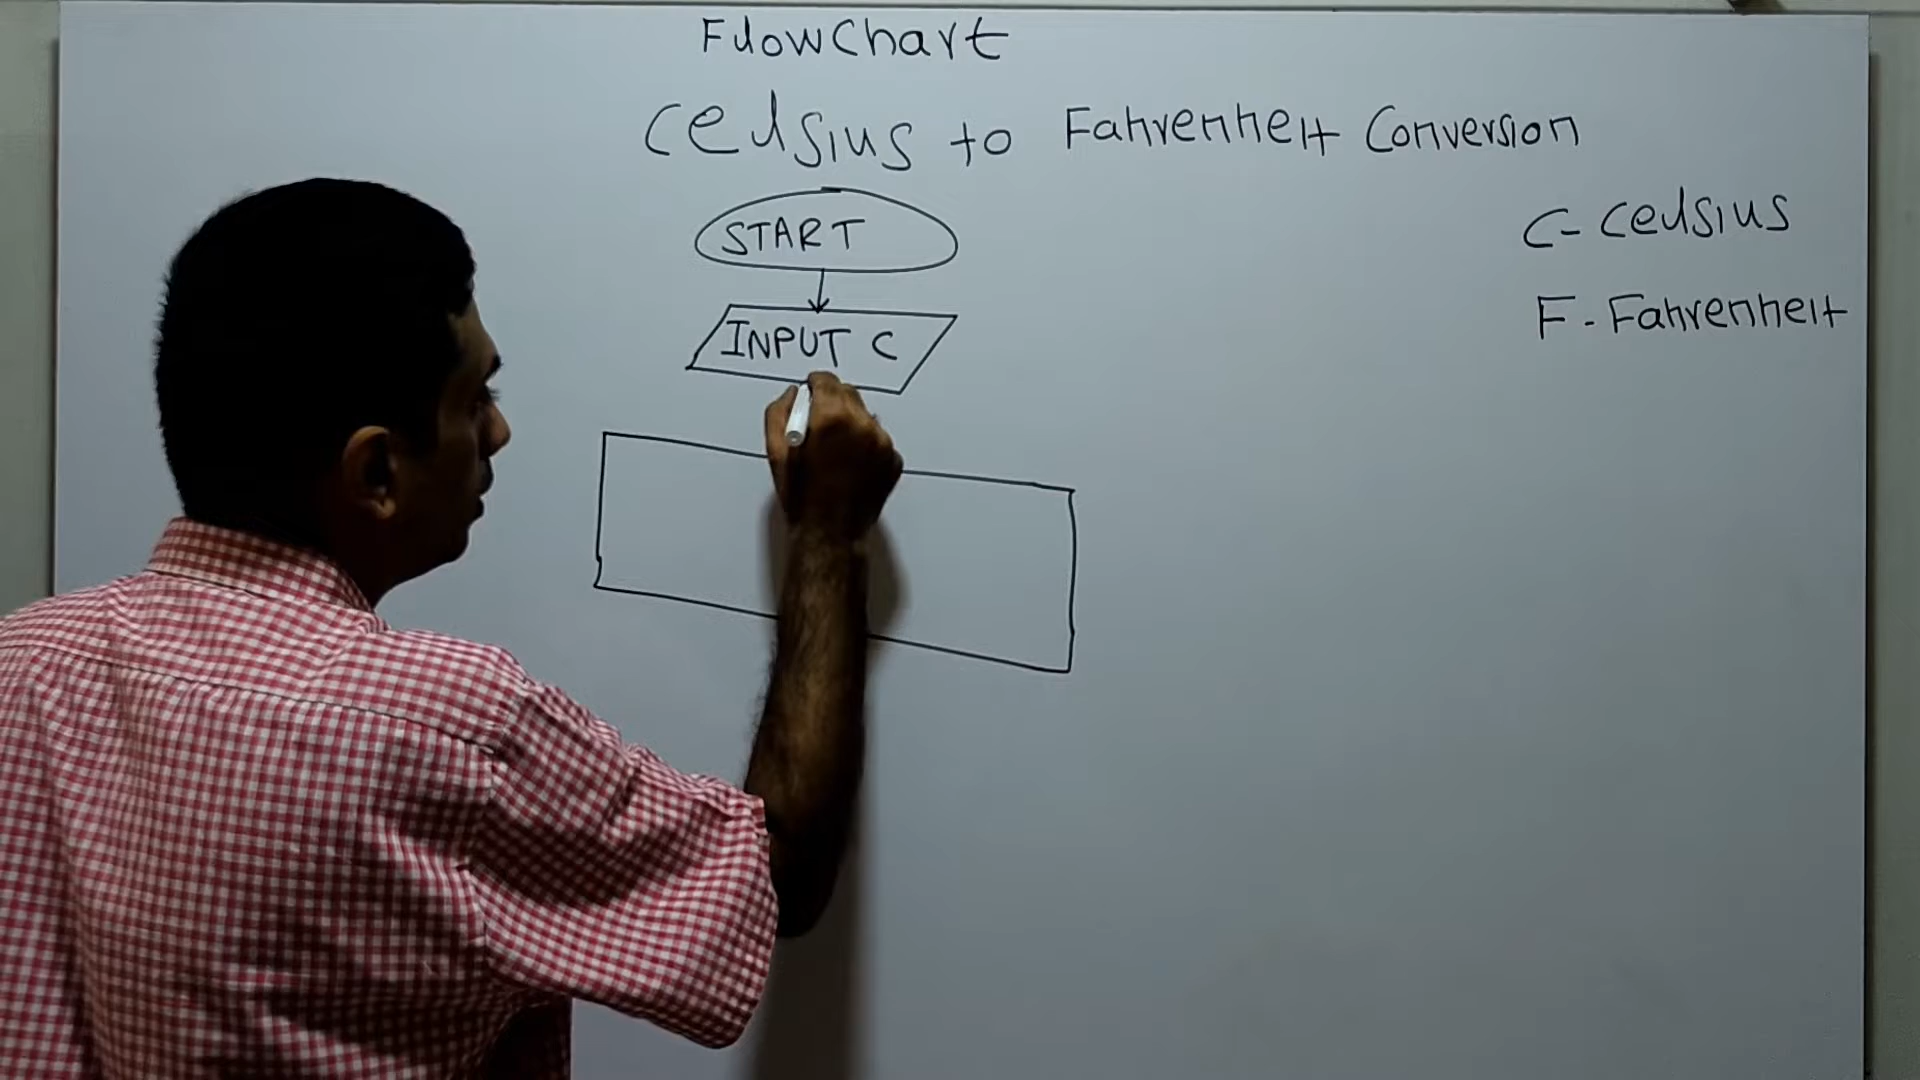 Flowchart
Celsius to Fahrenheit Conversion
START
C - Celsius
INPUT C
F - Fahrenheit